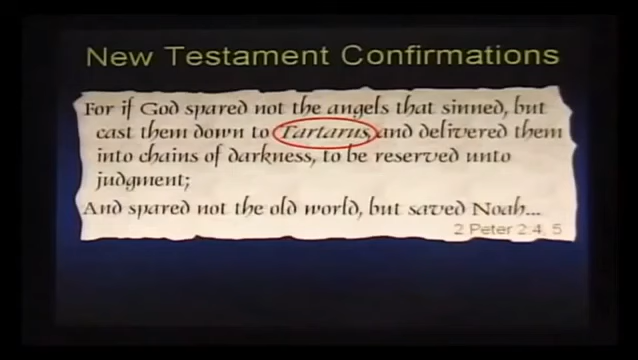 New Testament Confirmations
For if God spared not the angels that sinned, but
cast them down to Tartarus, and delivered them
into chains of darkness, to be reserved unto
judgment;
And spared not the old world, but saved Noah...
2 Peter 2:4, 5